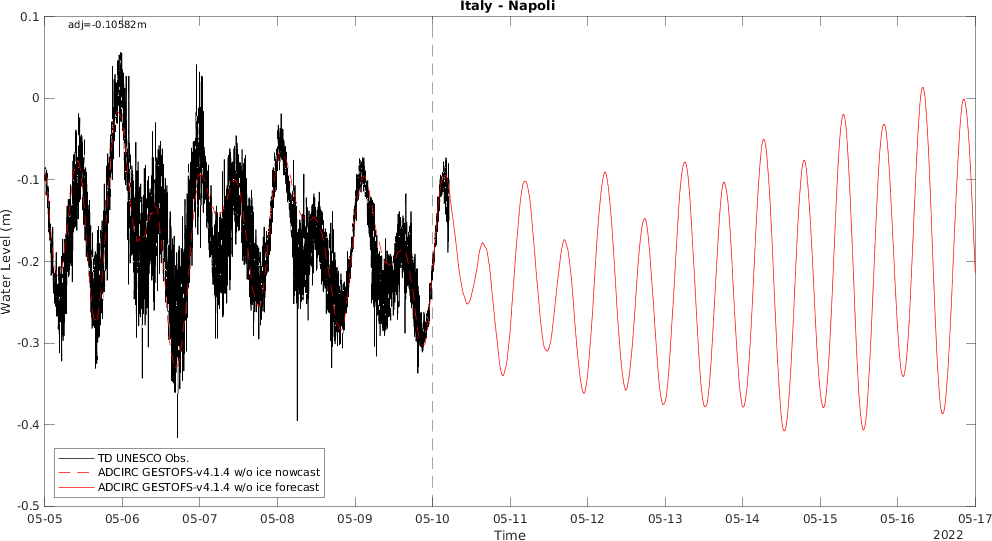 Italy - Napoli
adj=-0.10582m
0.1
0
-0.1
-0.2
-0.3
-0.4
-0.5
Water Level (m)
TD UNESCO Obs.
ADCIRC GESTOFS-v4.1.4 w/o ice nowcast
ADCIRC GESTOFS-v4.1.4 w/o ice forecast
05-05 05-06 05-07 05-08 05-09 05-10 05-11 05-12 05-13 05-14 05-15 05-16 05-17
Time
2022